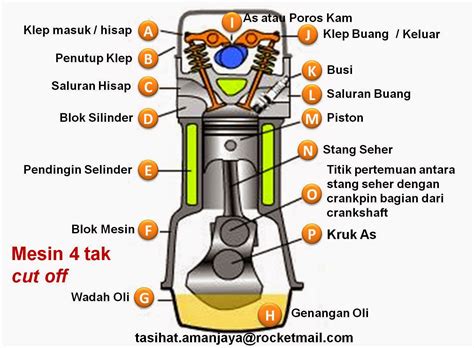 As atau Poros Kam
I
Klep masuk / hisap
A
J
Klep Buang / Keluar
Penutup Klep
B
K
Busi
Saluran Hisap
C
L
Saluran Buang
Blok Silinder
D
M
Piston
N
Stang Seher
Pendingin Selinder
E
Titik pertemuan antara
stang seher dengan
crankpin bagian dari
crankshaft
O
Blok Mesin
F
P
Kruk As
Mesin 4 tak
cut off
Wadah Oli
G
H
Genangan Oli
tasihat.amanjaya@rocketmail.com